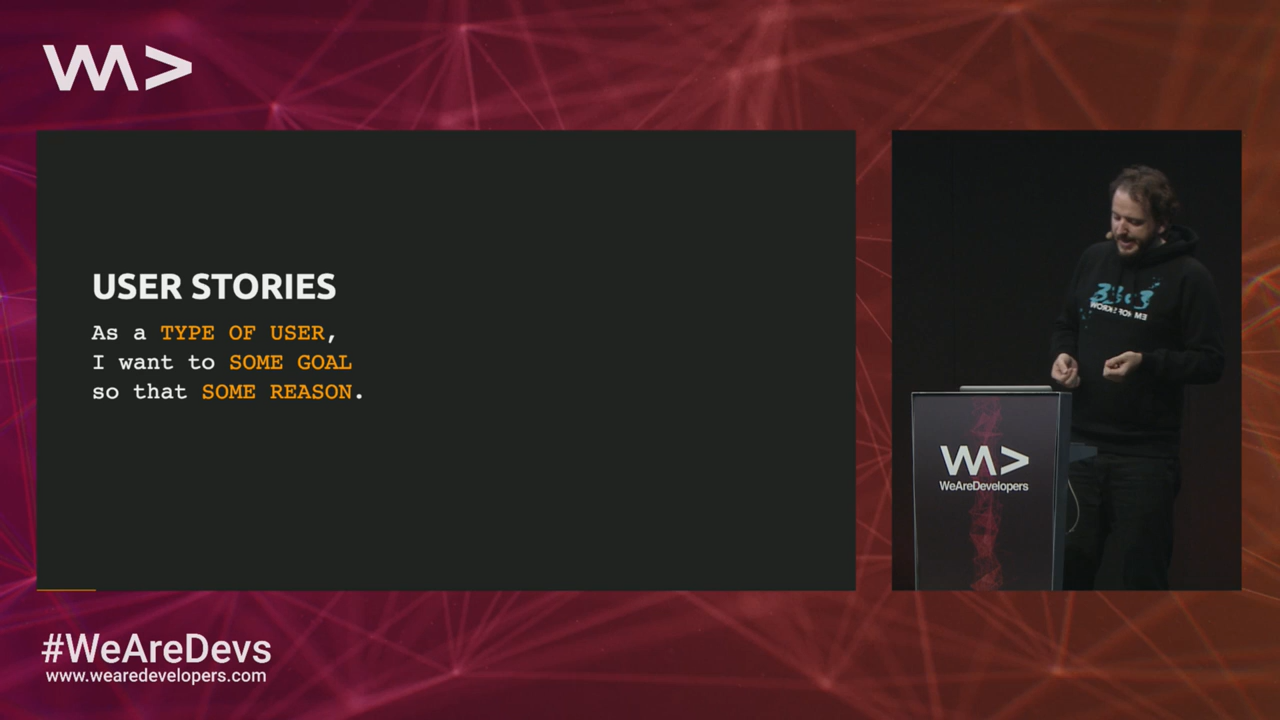 USER STORIES
As a TYPE OF USER,
I want to SOME GOAL
so that SOME REASON.
WeAreDevelopers
#WeAreDevs
www.wearedevelopers.com